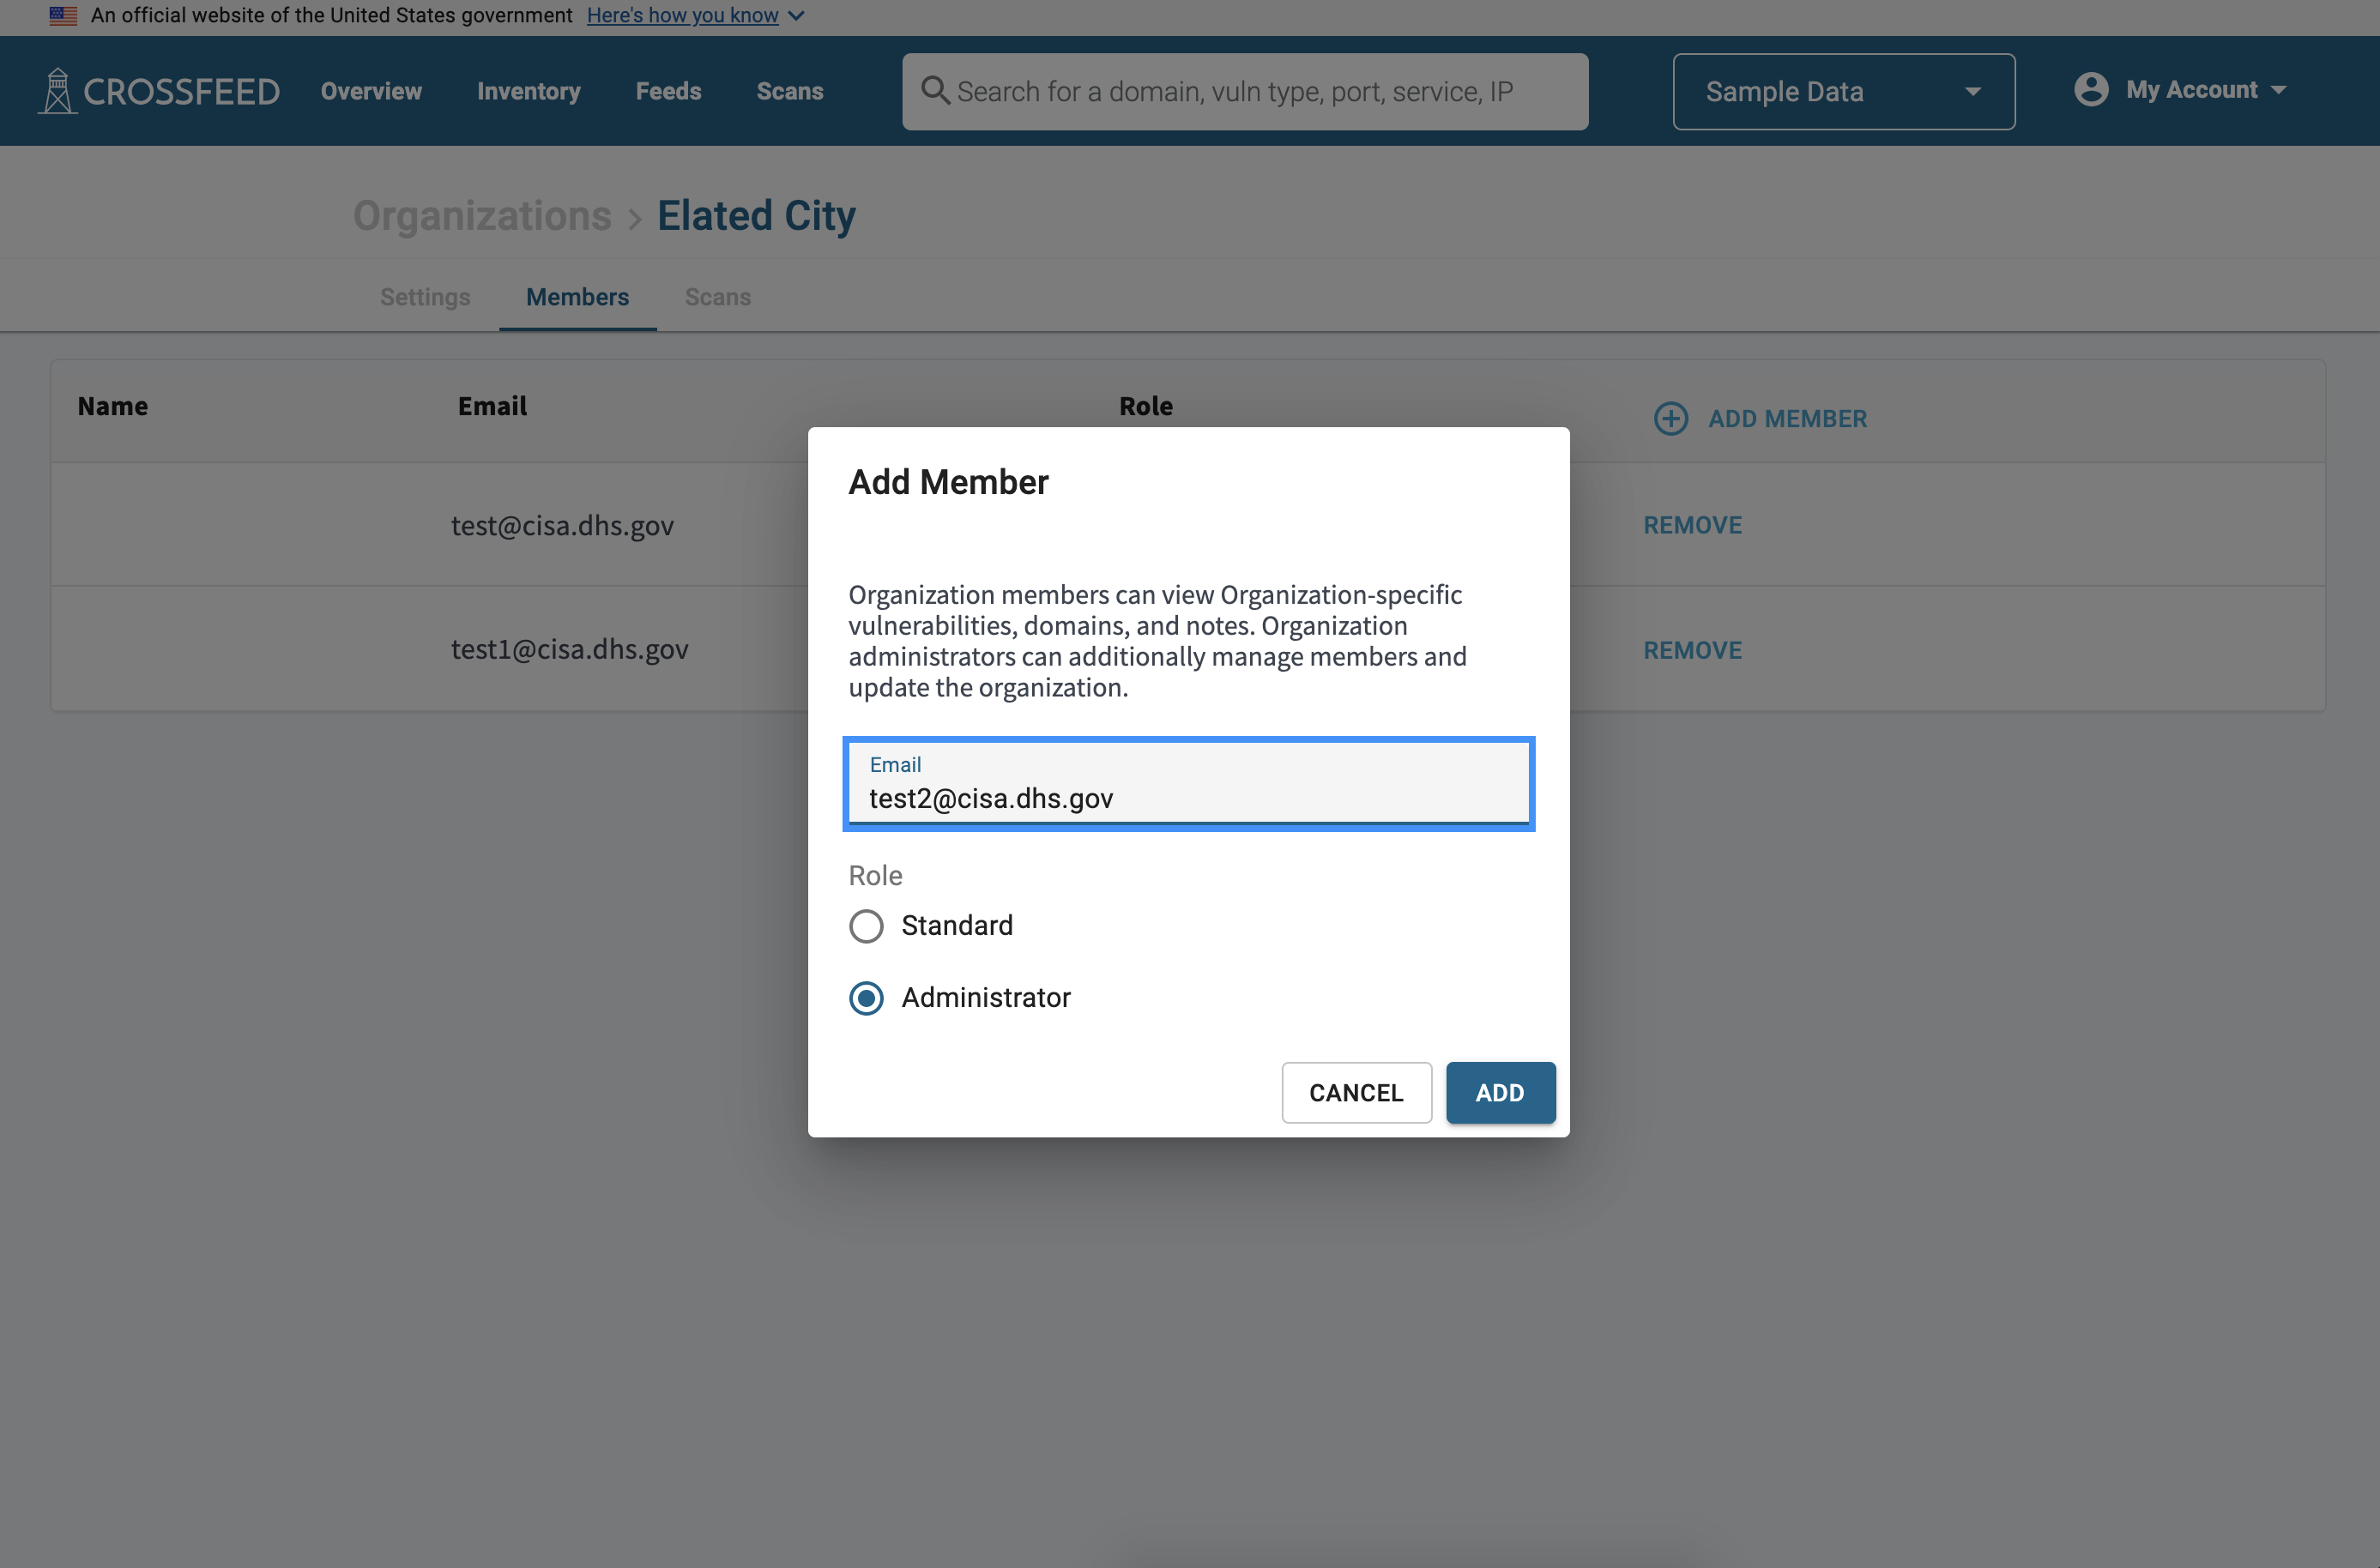 An official website of the United States government Here's how you know
CROSSFEED Overview Inventory Feeds Scans Search for a domain, vuln type, port, service, IP Sample Data My Account
Organizations › Elated City
Settings Members Scans
Name Email Role ADD MEMBER
test@cisa.dhs.gov REMOVE
test1@cisa.dhs.gov REMOVE
Add Member
Organization members can view Organization-specific
vulnerabilities, domains, and notes. Organization
administrators can additionally manage members and
update the organization.
Email
test2@cisa.dhs.gov
Role
Standard
Administrator
CANCEL ADD